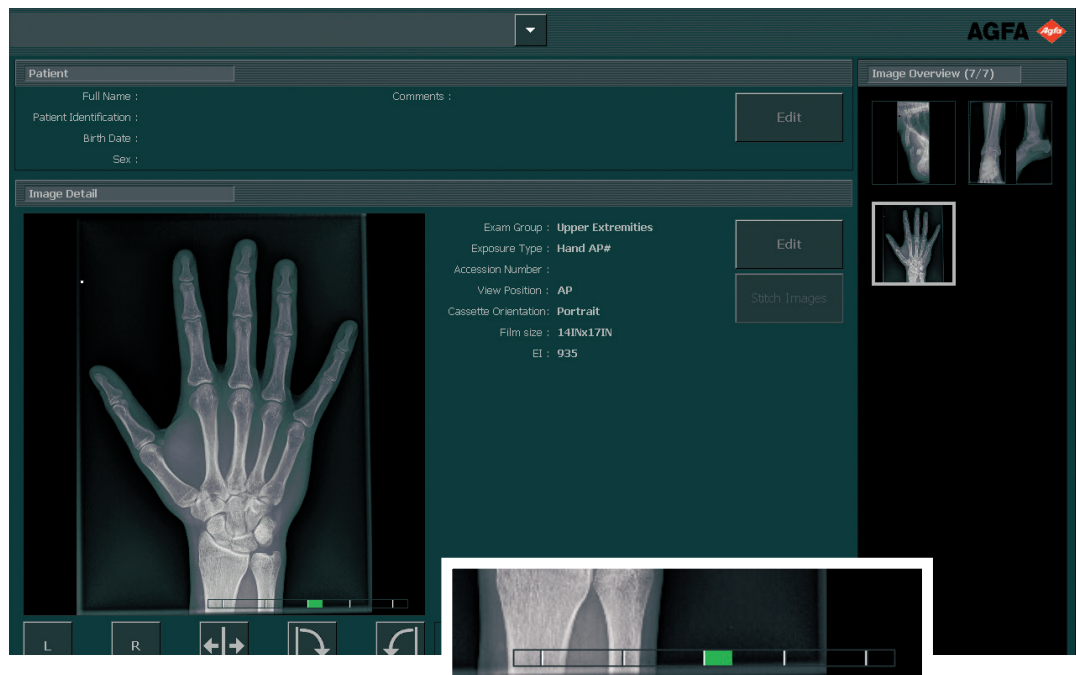 AGFA Agfa
Patient
Full Name :
Comments :
Patient Identification :
Birth Date :
Sex :
Edit
Image Overview (7/7)
Image Detail
Exam Group : Upper Extremities
Exposure Type : Hand AP#
Accession Number :
View Position : AP
Cassette Orientation: Portrait
Film size : 14INx17IN
EI : 935
Edit
Stitch Images
L
R